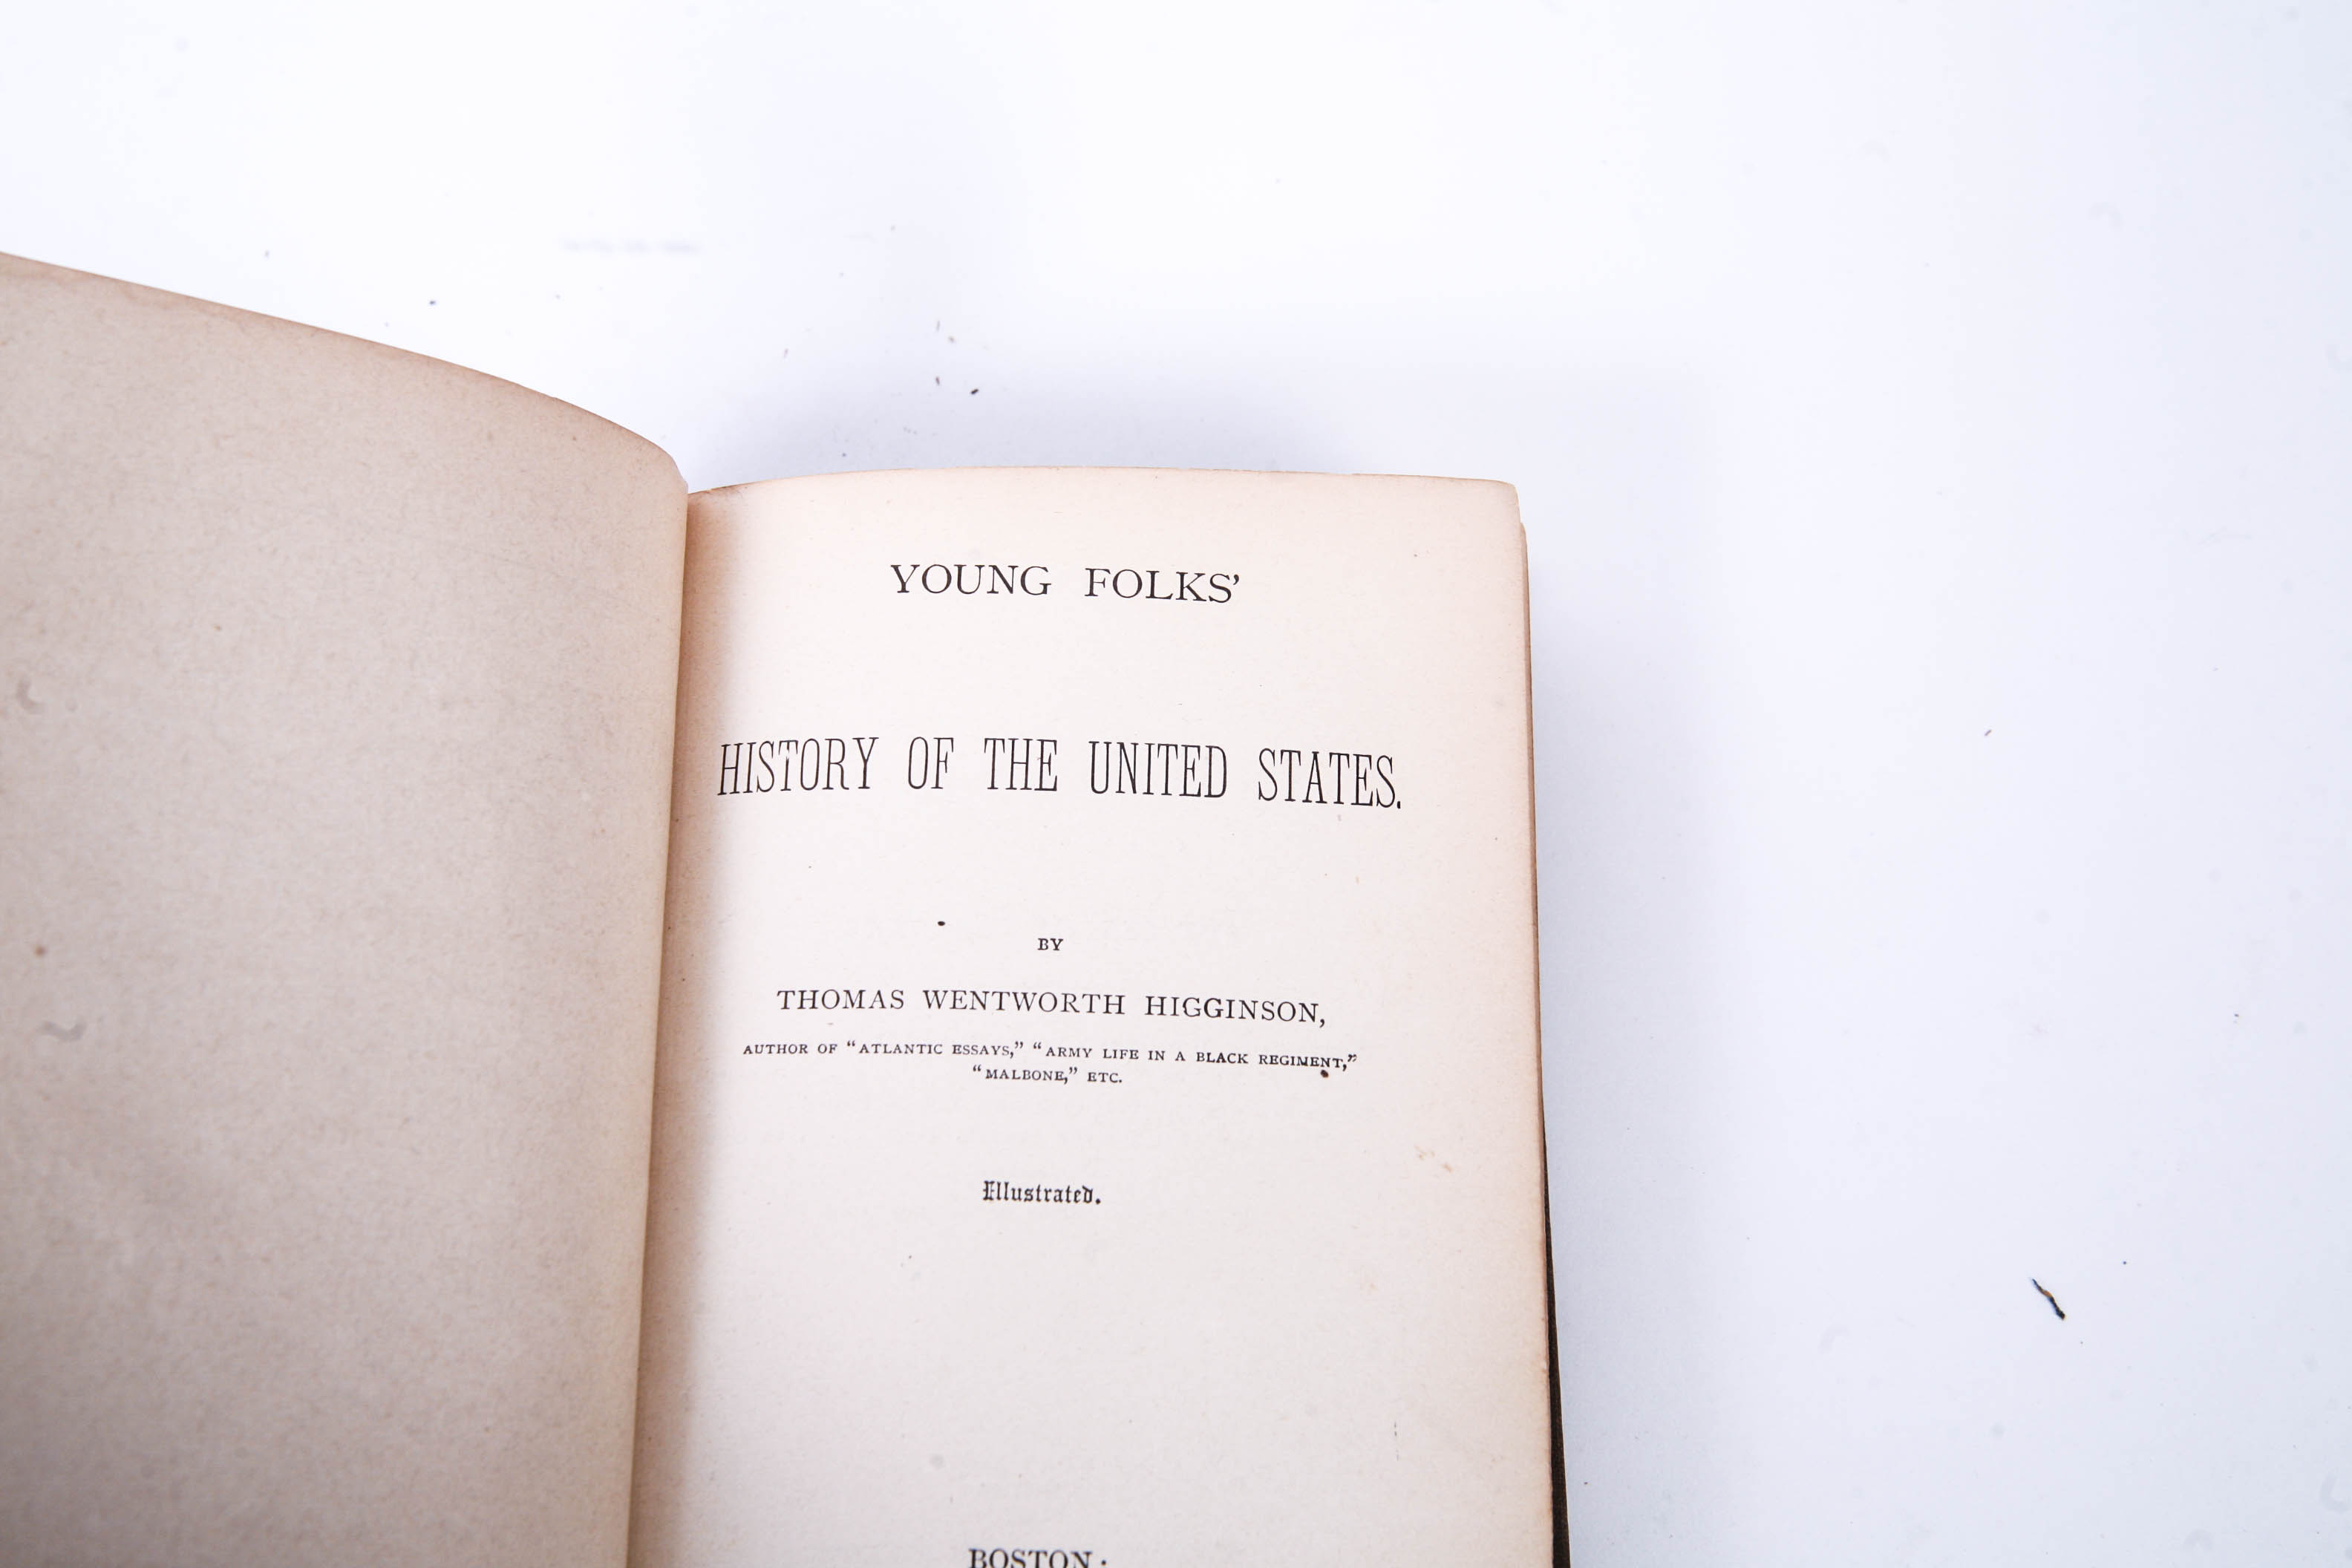 YOUNG FOLKS'
HISTORY OF THE UNITED STATES.
BY
THOMAS WENTWORTH HIGGINSON,
AUTHOR OF “ATLANTIC ESSAYS,” “ARMY LIFE IN A BLACK REGIMENT,”
“MALBONE,” ETC.
Illustrated.
BOSTON: